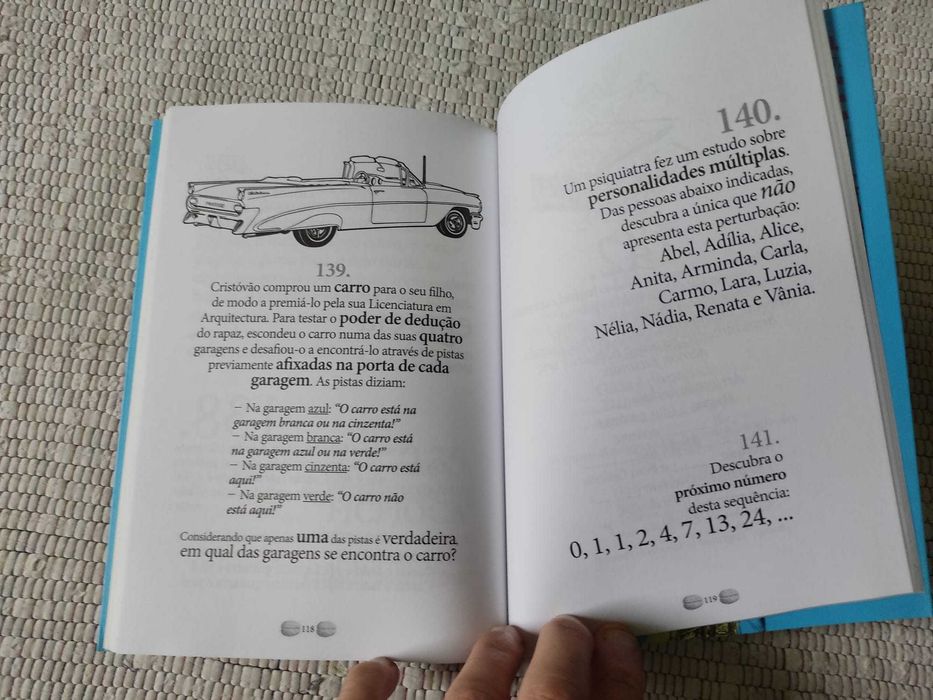 139.
Cristóvão comprou um carro para o seu filho,
de modo a premiá-lo pela sua Licenciatura em
Arquitectura. Para testar o poder de dedução
do rapaz, escondeu o carro numa das suas quatro
garagens e desafiou-o a encontrá-lo através de pistas
previamente afixadas na porta de cada
garagem. As pistas diziam:
– Na garagem azul: “O carro está na
garagem branca ou na cinzenta!”
– Na garagem branca: “O carro está
na garagem azul ou na verde!”
– Na garagem cinzenta: “O carro está
aqui!”
– Na garagem verde: “O carro não
está aqui!”
Considerando que apenas uma das pistas é verdadeira
em qual das garagens se encontra o carro?
118
140.
Um psiquiatra fez um estudo sobre
personalidades múltiplas.
Das pessoas abaixo indicadas,
descubra a única que não
apresenta esta perturbação:
Abel, Adília, Alice,
Anita, Arminda, Carla,
Carmo, Lara, Luzia,
Nélia, Nádia, Renata e Vânia.
141.
Descubra o
próximo número
desta sequência:
0, 1, 1, 2, 4, 7, 13, 24, ...
119